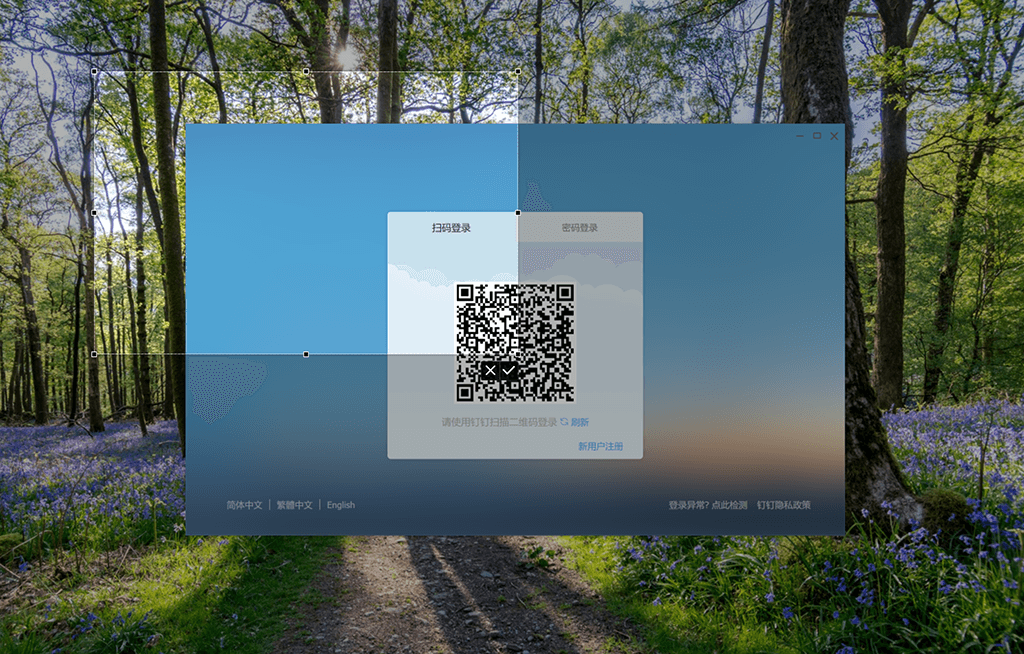 扫码登录
密码登录
请使用钉钉扫描二维码登录 刷新
新用户注册
简体中文 | 繁體中文 | English
登录异常? 点此检测 钉钉隐私政策